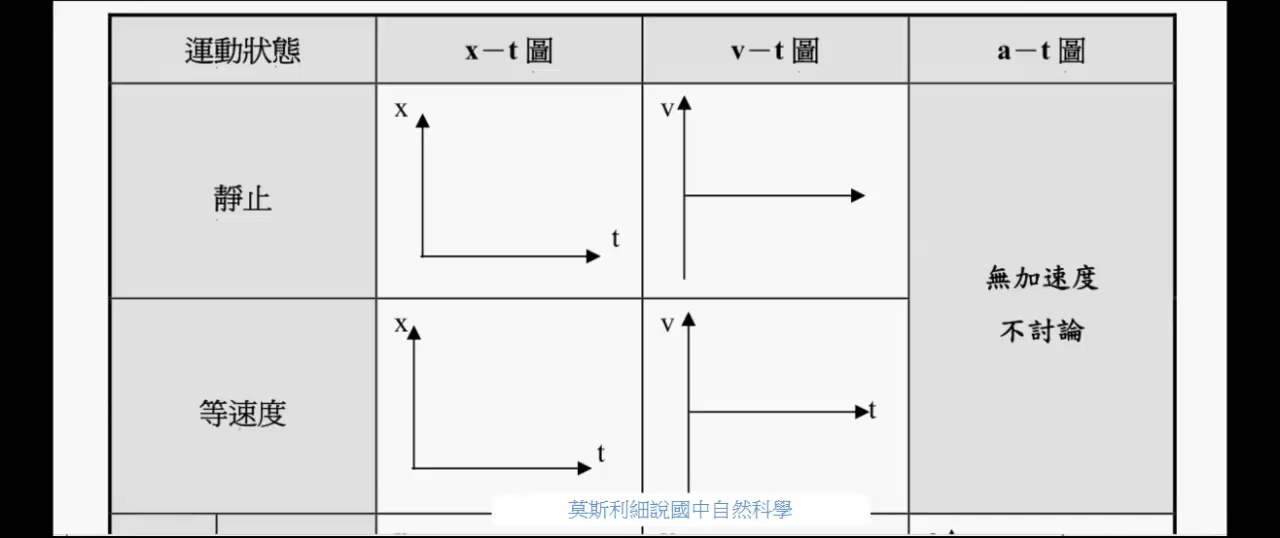 運動狀態
x－t 圖
v－t 圖
a－t 圖
靜止
x
t
v
無加速度
不討論
等速度
x
t
v
t
莫斯利細說國中自然科學